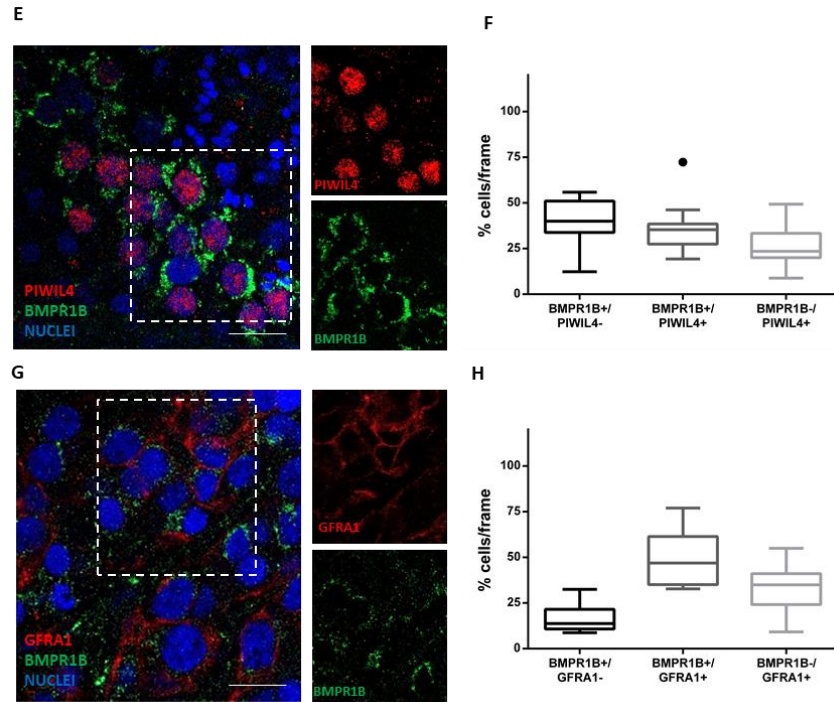 E
PIWIL4
BMPR1B
NUCLEI
PIWIL4
BMPR1B
F
% cells/frame
100
75
50
25
0
BMPR1B+/
PIWIL4-
BMPR1B+/
PIWIL4+
BMPR1B-/
PIWIL4+
G
GFRA1
BMPR1B
NUCLEI
GFRA1
BMPR1B
H
% cells/frame
100
75
50
25
0
BMPR1B+/
GFRA1-
BMPR1B+/
GFRA1+
BMPR1B-/
GFRA1+